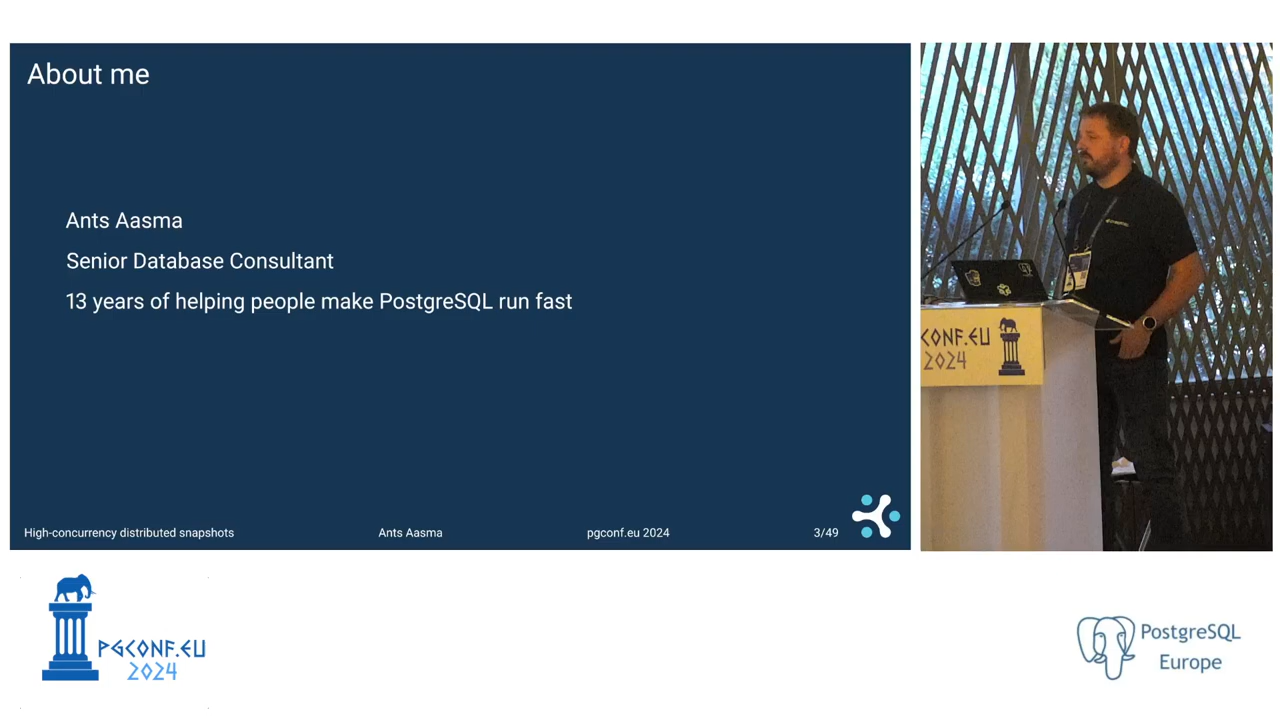 About me
Ants Aasma
Senior Database Consultant
13 years of helping people make PostgreSQL run fast
High-concurrency distributed snapshots
Ants Aasma
pgconf.eu 2024
3/49
CONF.EU
2024
PGCONF.EU
2024
PostgreSQL
Europe